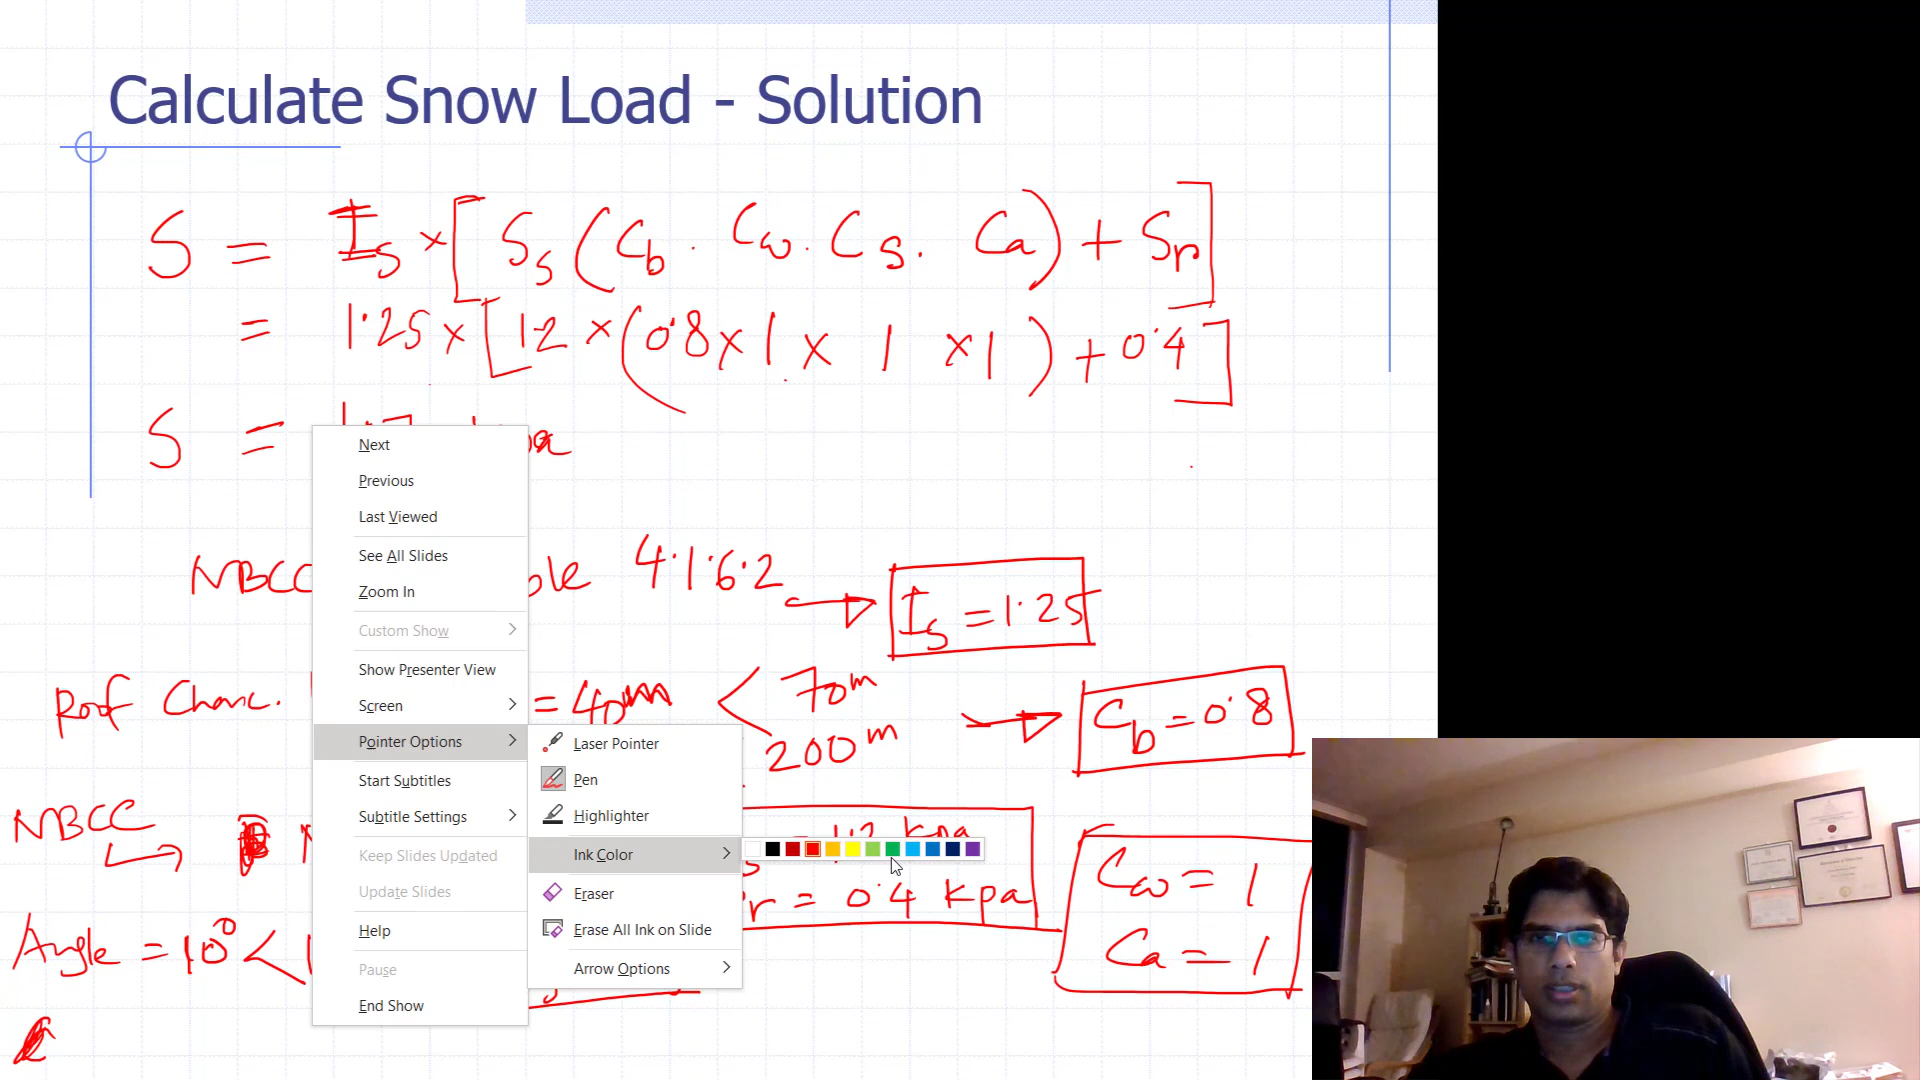 Calculate Snow Load - Solution
S = Is × [ Ss (Cb . Cw . Cs . Ca) + Sr ]
= 1.25 × [ 1.2 × (0.8 × 1 × 1 × 1) + 0.4 ]
S =
NBCC 4.1.6.2 → Is = 1.25
Roof Charac. = 40m < 70m
200m → Cb = 0.8
NBCC
= 1.2 kpa
r = 0.4 kpa
Cw = 1
Ca = 1
Angle = 10° <
Next
Previous
Last Viewed
See All Slides
Zoom In
Custom Show
Show Presenter View
Screen
Pointer Options
Start Subtitles
Subtitle Settings
Keep Slides Updated
Update Slides
Help
Pause
End Show
Laser Pointer
Pen
Highlighter
Ink Color
Eraser
Erase All Ink on Slide
Arrow Options